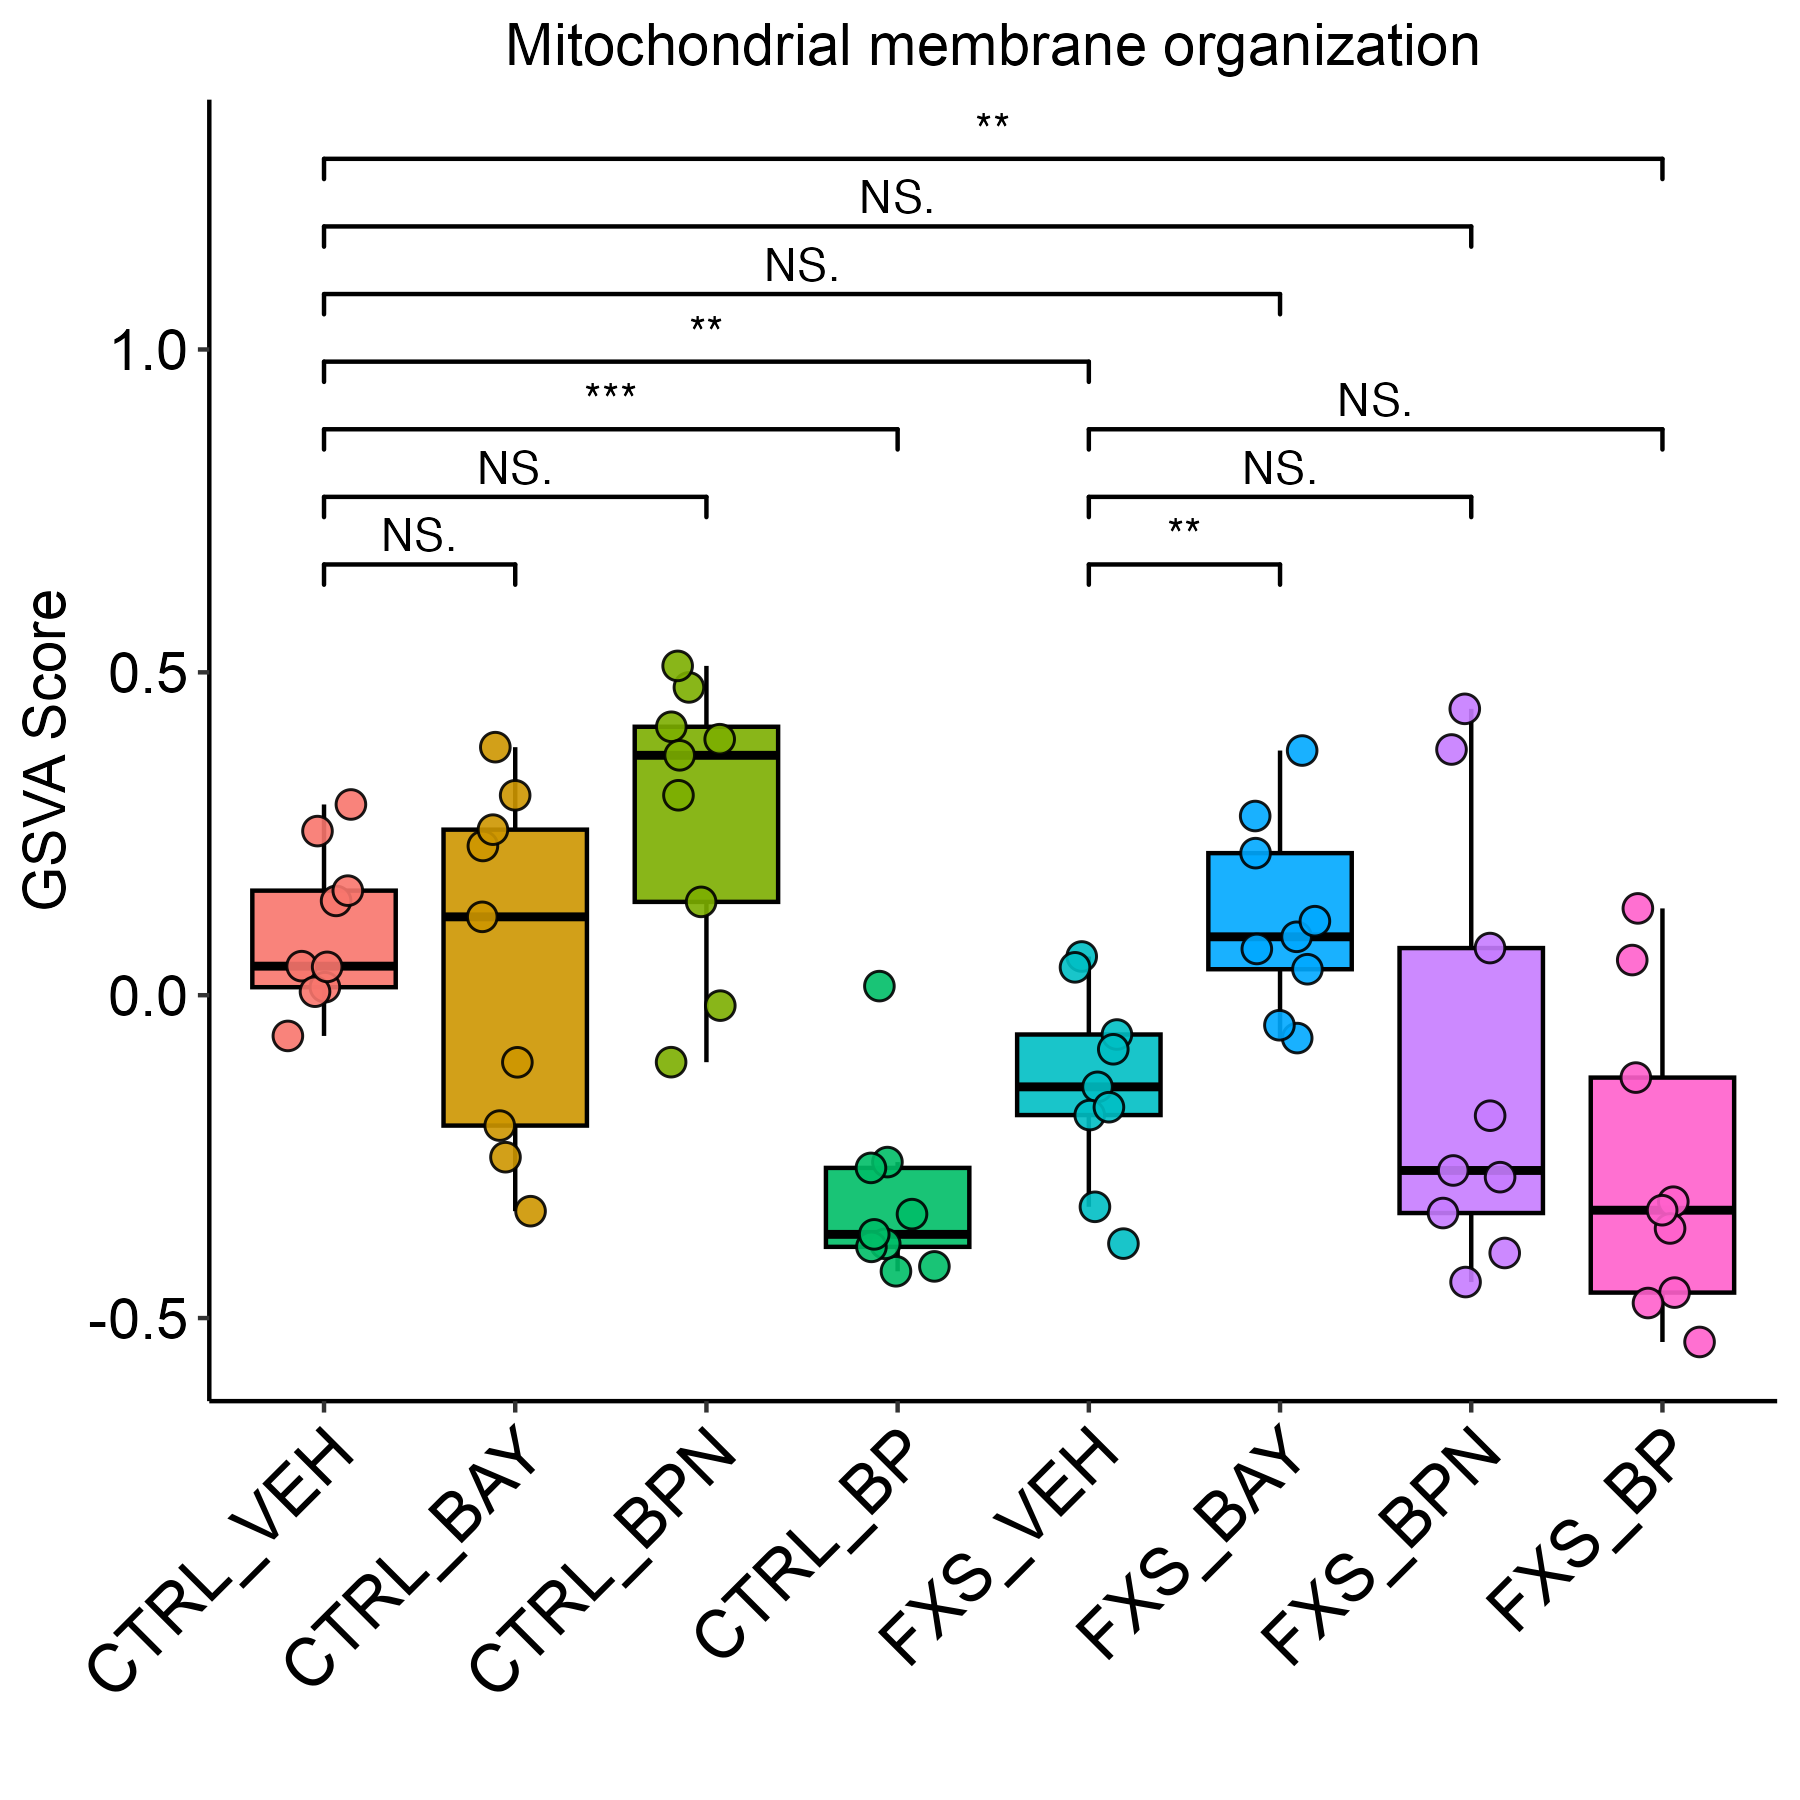 Mitochondrial membrane organization
**
NS.
NS.
**
***
NS.
NS.
NS.
NS.
**
GSVA Score
1.0
0.5
0.0
-0.5
CTRL_VEH
CTRL_BAY
CTRL_BPN
CTRL_BP
FXS_VEH
FXS_BAY
FXS_BPN
FXS_BP